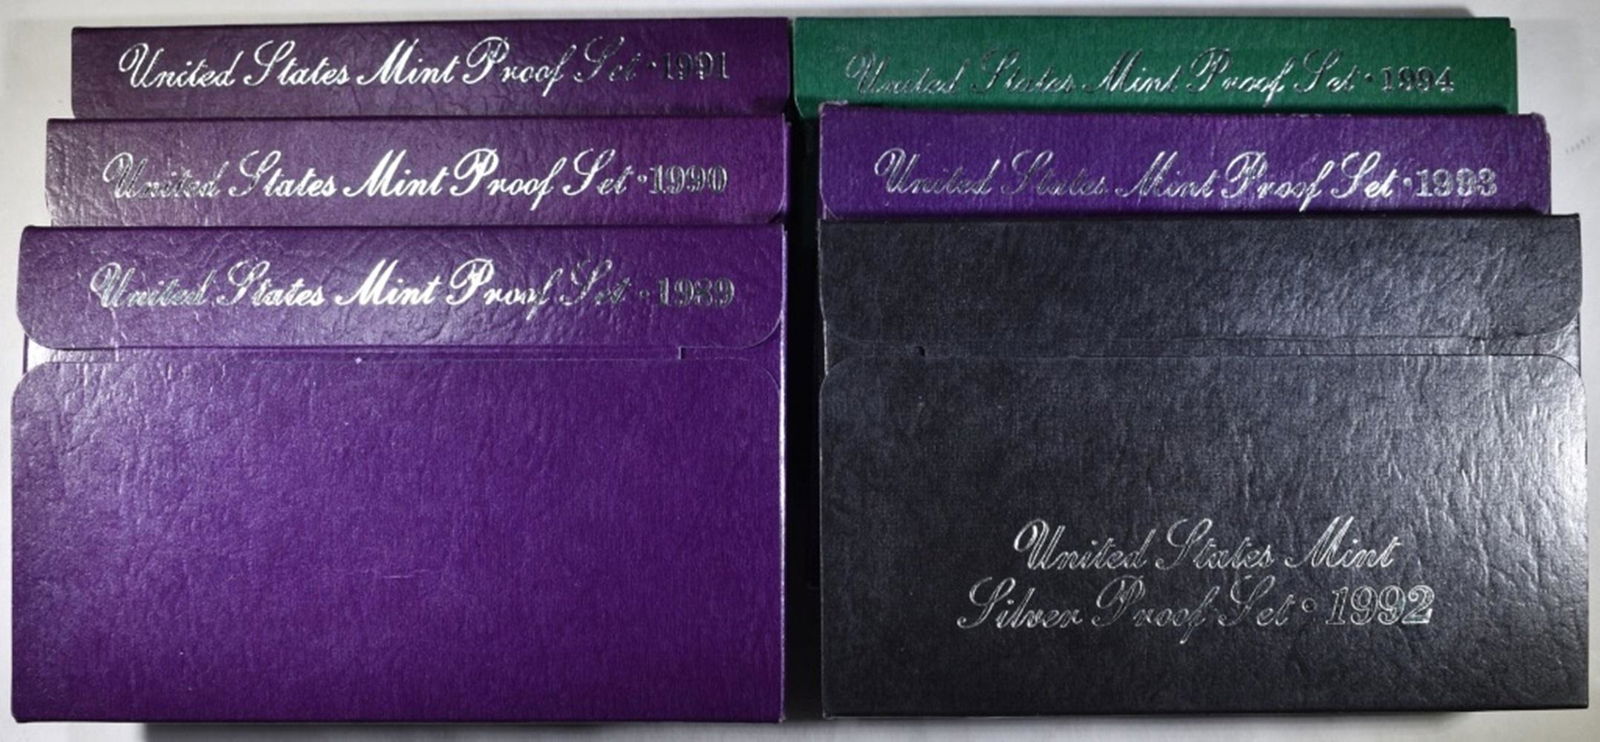 United States Mint Proof Set · 1991
United States Mint Proof Set · 1990
United States Mint Proof Set · 1989
United States Mint Proof Set · 1994
United States Mint Proof Set · 1993
United States Mint
Silver Proof Set · 1992